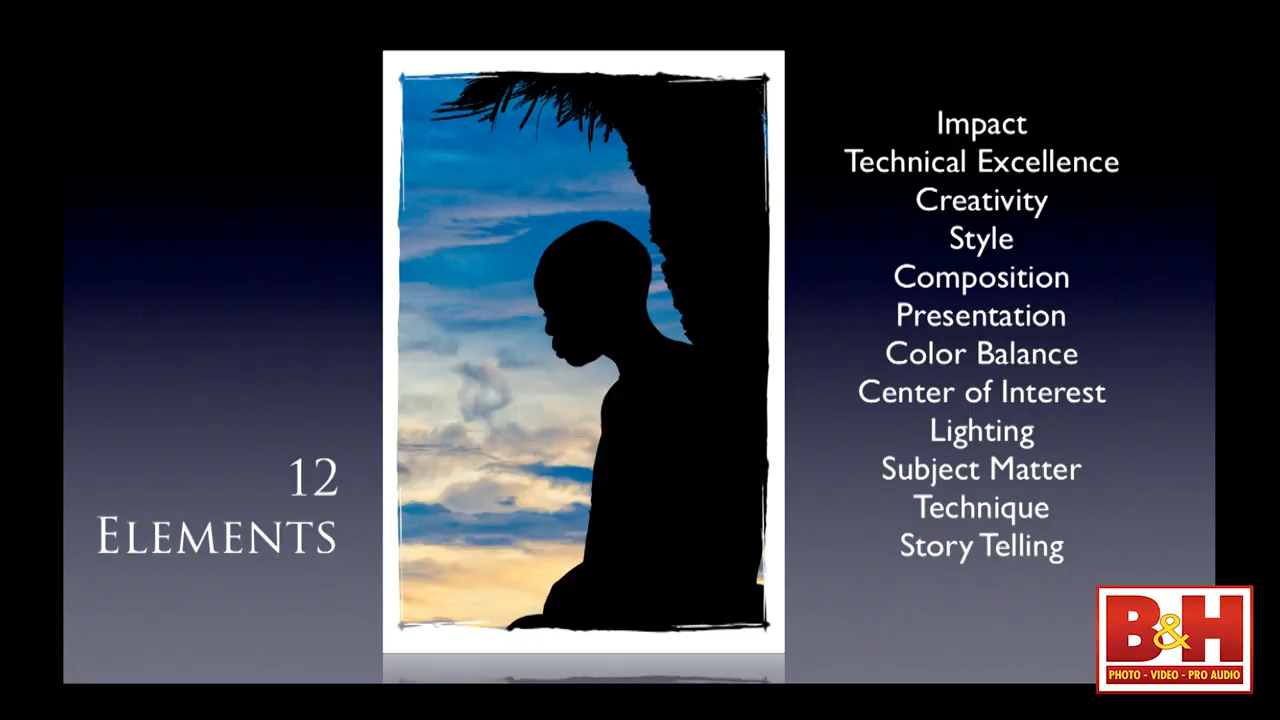 12
ELEMENTS
Impact
Technical Excellence
Creativity
Style
Composition
Presentation
Color Balance
Center of Interest
Lighting
Subject Matter
Technique
Story Telling
B&H
PHOTO - VIDEO - PRO AUDIO